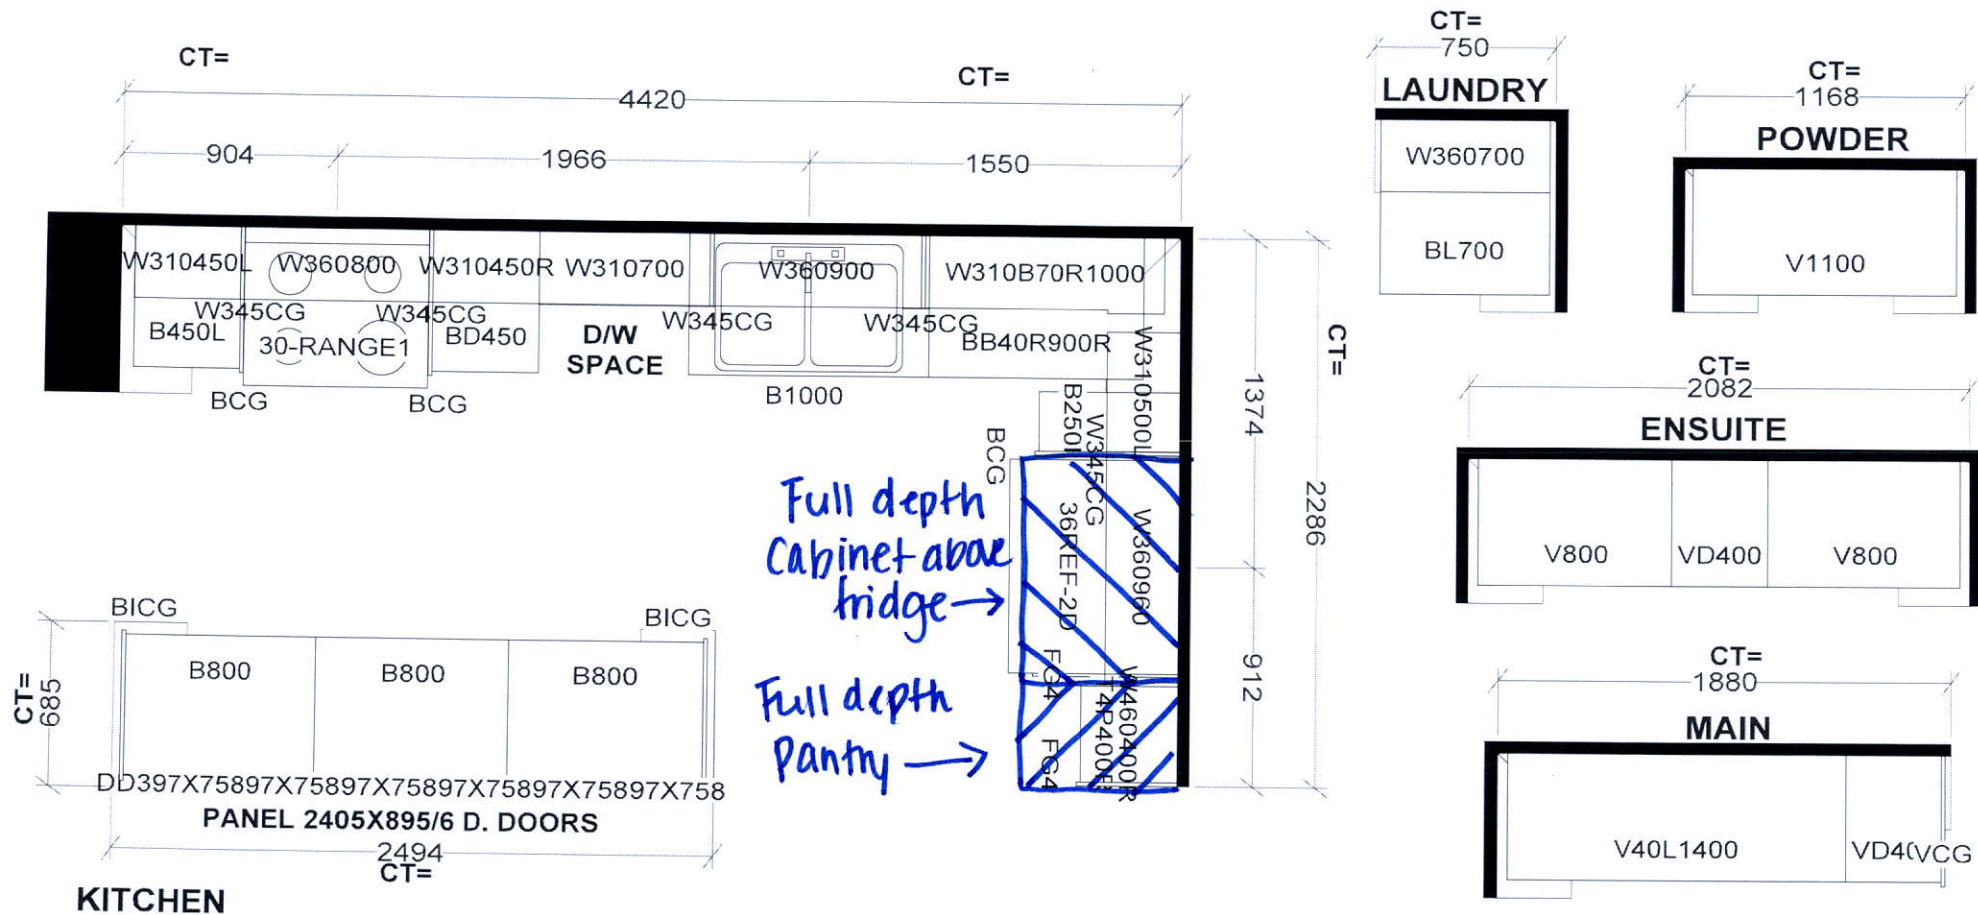 CT=
4420
CT=
904
1966
1550
W310450L
W360800
W310450R
W310700
W360900
W310B70R1000
W345CG
W345CG
W345CG
W345CG
B450L
30-RANGE1
BD450
D/W
SPACE
BB40R900R
BCG
BCG
B1000
W310500L
W345CG
BCG
36REF-2D
W360960
FG4
FG4
W460400R
1374
912
2286
CT=
Full depth
Cabinet above
fridge
Full depth
Pantry
BICG
BICG
B800
B800
B800
CT=
685
DD397X75897X75897X75897X75897X75897X758
PANEL 2405X895/6 D. DOORS
2494
CT=
KITCHEN
CT=
750
LAUNDRY
W360700
BL700
CT=
1168
POWDER
V1100
CT=
2082
ENSUITE
V800
VD400
V800
CT=
1880
MAIN
V40L1400
VCG